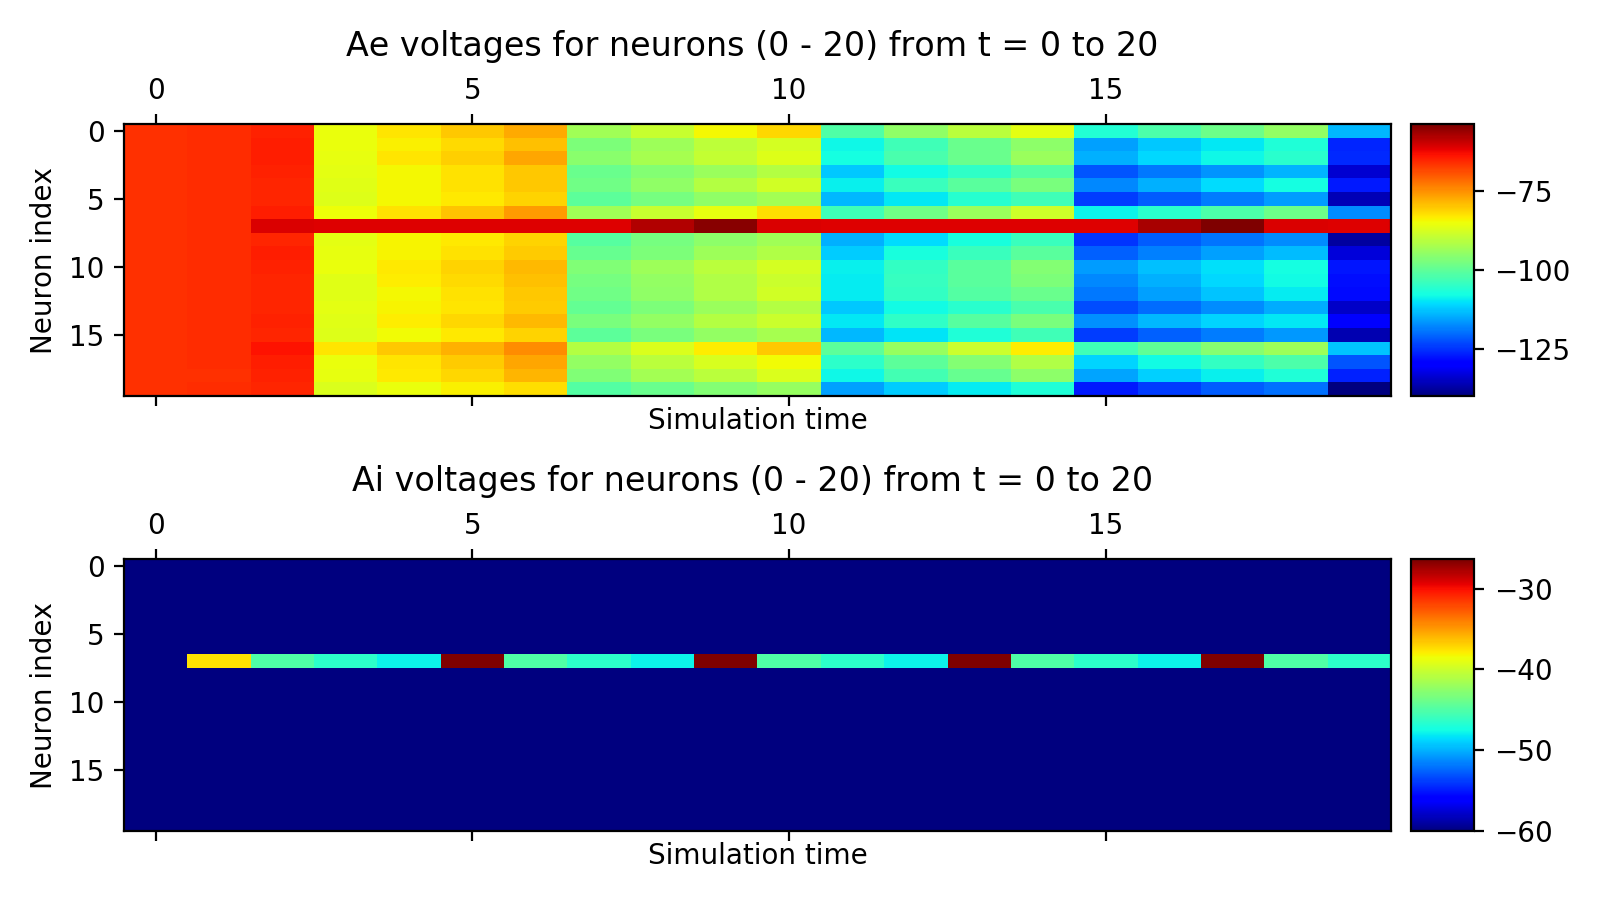 Ae voltages for neurons (0 - 20) from t = 0 to 20
0 5 10 15
Neuron index
0
5
10
15
−75
−100
−125
Simulation time
Ai voltages for neurons (0 - 20) from t = 0 to 20
0 5 10 15
Neuron index
0
5
10
15
−30
−40
−50
−60
Simulation time